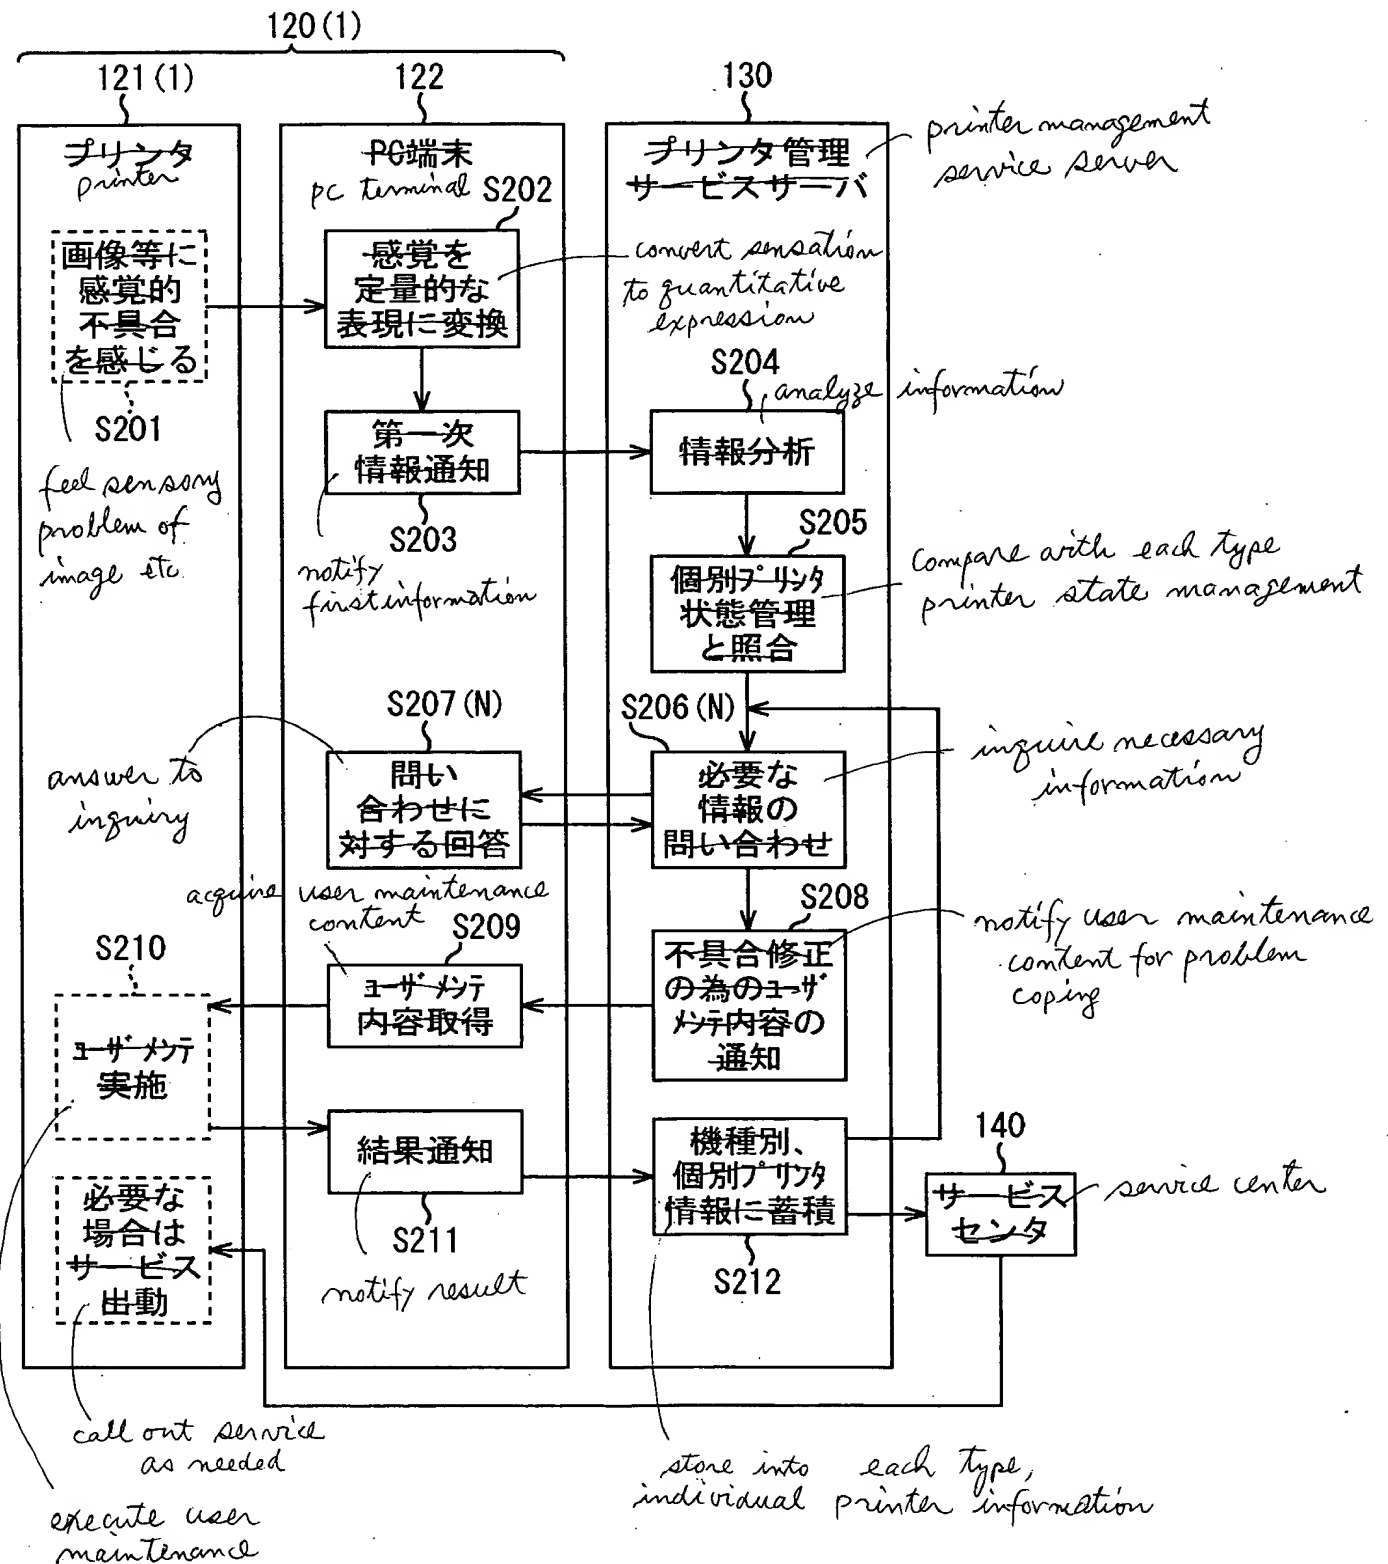 120(1)
121(1)
122
130
プリンタ
printer
PC端末
pc terminal
プリンタ管理
サービスサーバ
printer management
service server
画像等に
感覚的
不具合
を感じる
S201
feel sensory
problem of
image etc.
S202
感覚を
定量的な
表現に変換
convert sensation
to quantitative
expression
第一次
情報通知
S203
notify
first information
S204
analyze information
情報分析
S205
個別プリンタ
状態管理
と照合
compare with each type
printer state management
S207(N)
問い
合わせに
対する回答
answer to
inquiry
S206(N)
必要な
情報の
問い合わせ
inquire necessary
information
S208
不具合修正
の為のユーザ
メンテ内容の
通知
notify user maintenance
content for problem
coping
acquire user maintenance
content
S209
ユーザメンテ
内容取得
S210
ユーザメンテ
実施
結果通知
S211
notify result
機種別、
個別プリンタ
情報に蓄積
S212
140
サービス
センタ
service center
必要な
場合は
サービス
出動
call out service
as needed
execute user
maintenance
store into each type,
individual printer information